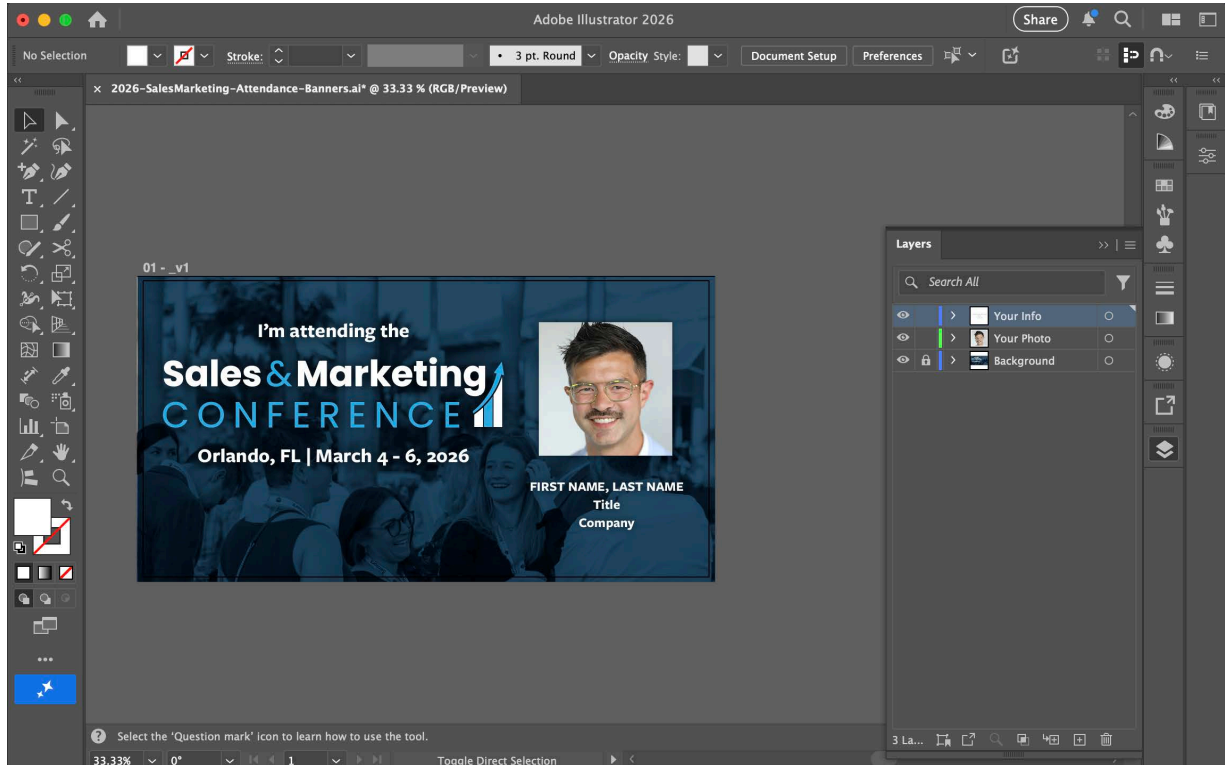 Adobe Illustrator 2026
Share
No Selection
Stroke:
3 pt. Round
Opacity
Style:
Document Setup
Preferences
× 2026-SalesMarketing-Attendance-Banners.ai* @ 33.33 % (RGB/Preview)
01 - _v1
I'm attending the
Sales & Marketing
CONFERENCE
Orlando, FL | March 4 - 6, 2026
FIRST NAME, LAST NAME
Title
Company
Layers
Search All
Your Info
Your Photo
Background
3 La...
Select the 'Question mark' icon to learn how to use the tool.
33.33%
0°
1
Toggle Direct Selection